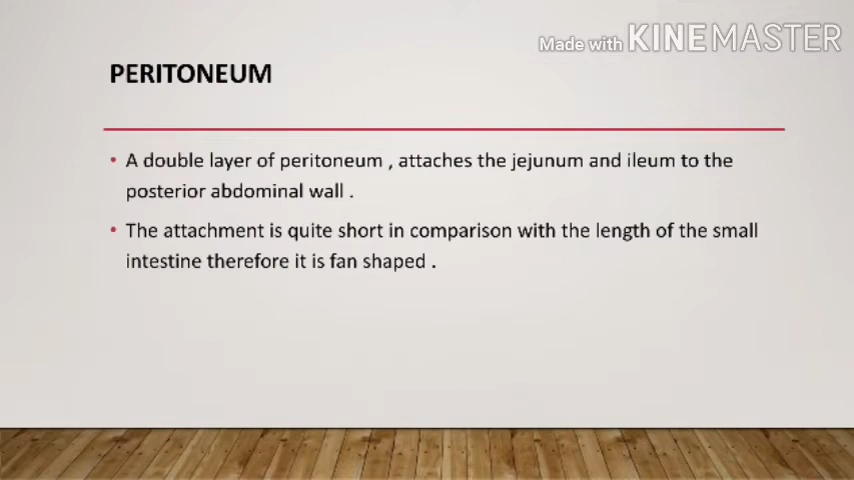 Made with KINEMASTER
PERITONEUM
• A double layer of peritoneum , attaches the jejunum and ileum to the
posterior abdominal wall .
• The attachment is quite short in comparison with the length of the small
intestine therefore it is fan shaped .